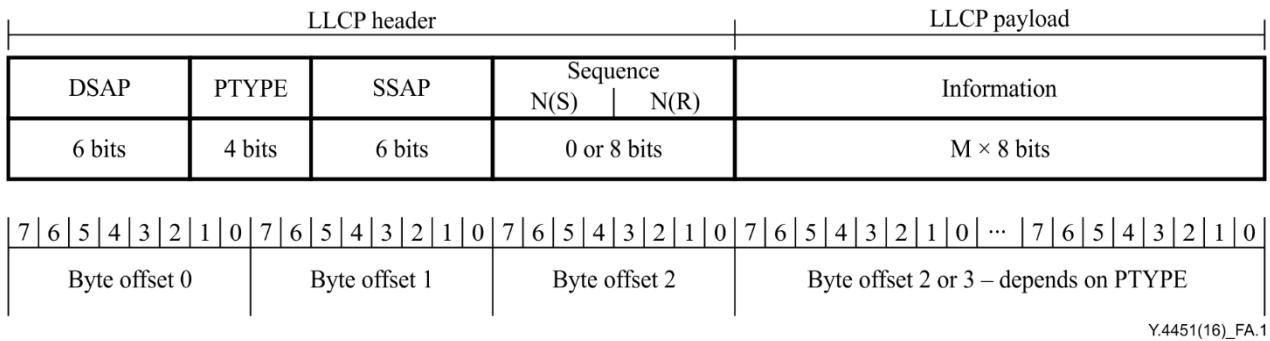 LLCP header LLCP payload
DSAP PTYPE SSAP Sequence Information
N(S) N(R)
6 bits 4 bits 6 bits 0 or 8 bits M × 8 bits
7 6 5 4 3 2 1 0 7 6 5 4 3 2 1 0 7 6 5 4 3 2 1 0 7 6 5 4 3 2 1 0 ··· 7 6 5 4 3 2 1 0
Byte offset 0 Byte offset 1 Byte offset 2 Byte offset 2 or 3 – depends on PTYPE
Y.4451(16)_FA.1